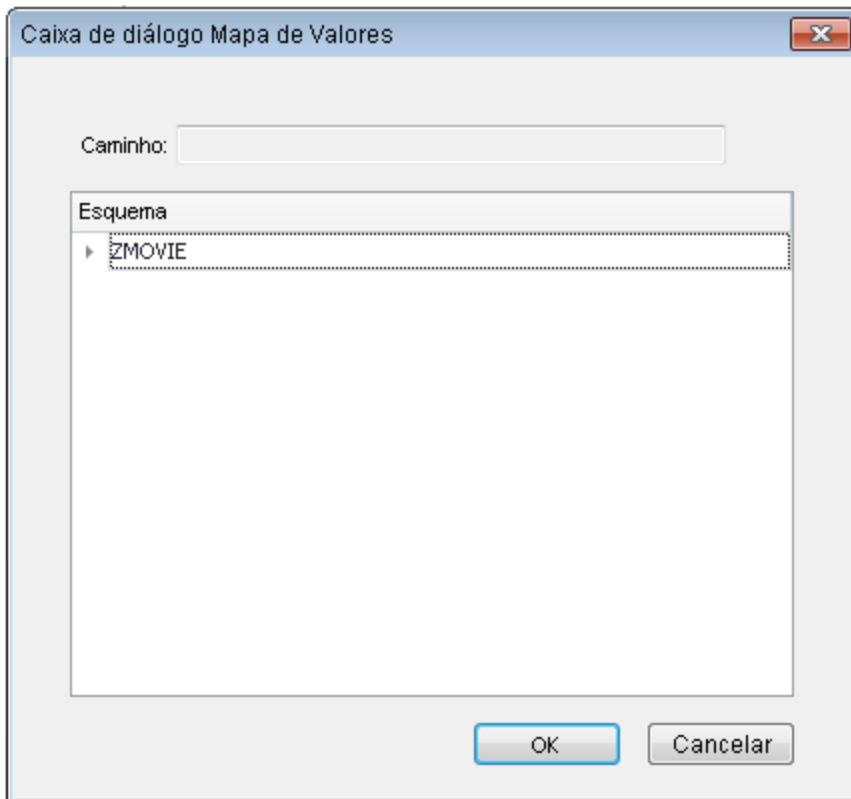 Caixa de diálogo Mapa de Valores
Caminho:
Esquema
ZMOVIE
OK
Cancelar